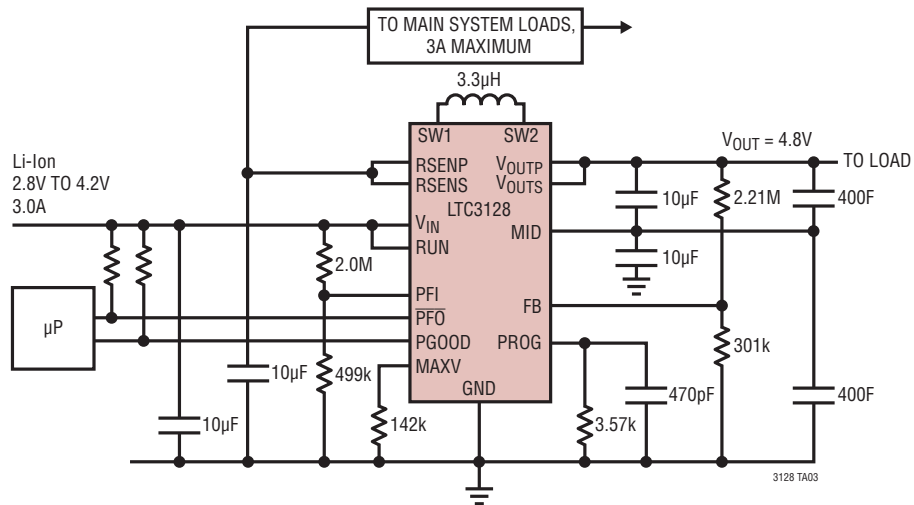 TO MAIN SYSTEM LOADS,
3A MAXIMUM
3.3µH
SW1
SW2
Li-Ion
2.8V TO 4.2V
3.0A
RSENP
RSENS
VIN
RUN
PFI
PFO
PGOOD
MAXV
LTC3128
GND
VOUTP
VOUTS
MID
FB
PROG
VOUT = 4.8V
TO LOAD
10µF
2.21M
400F
10µF
2.0M
µP
499k
10µF
10µF
142k
3.57k
470pF
301k
400F
3128 TA03